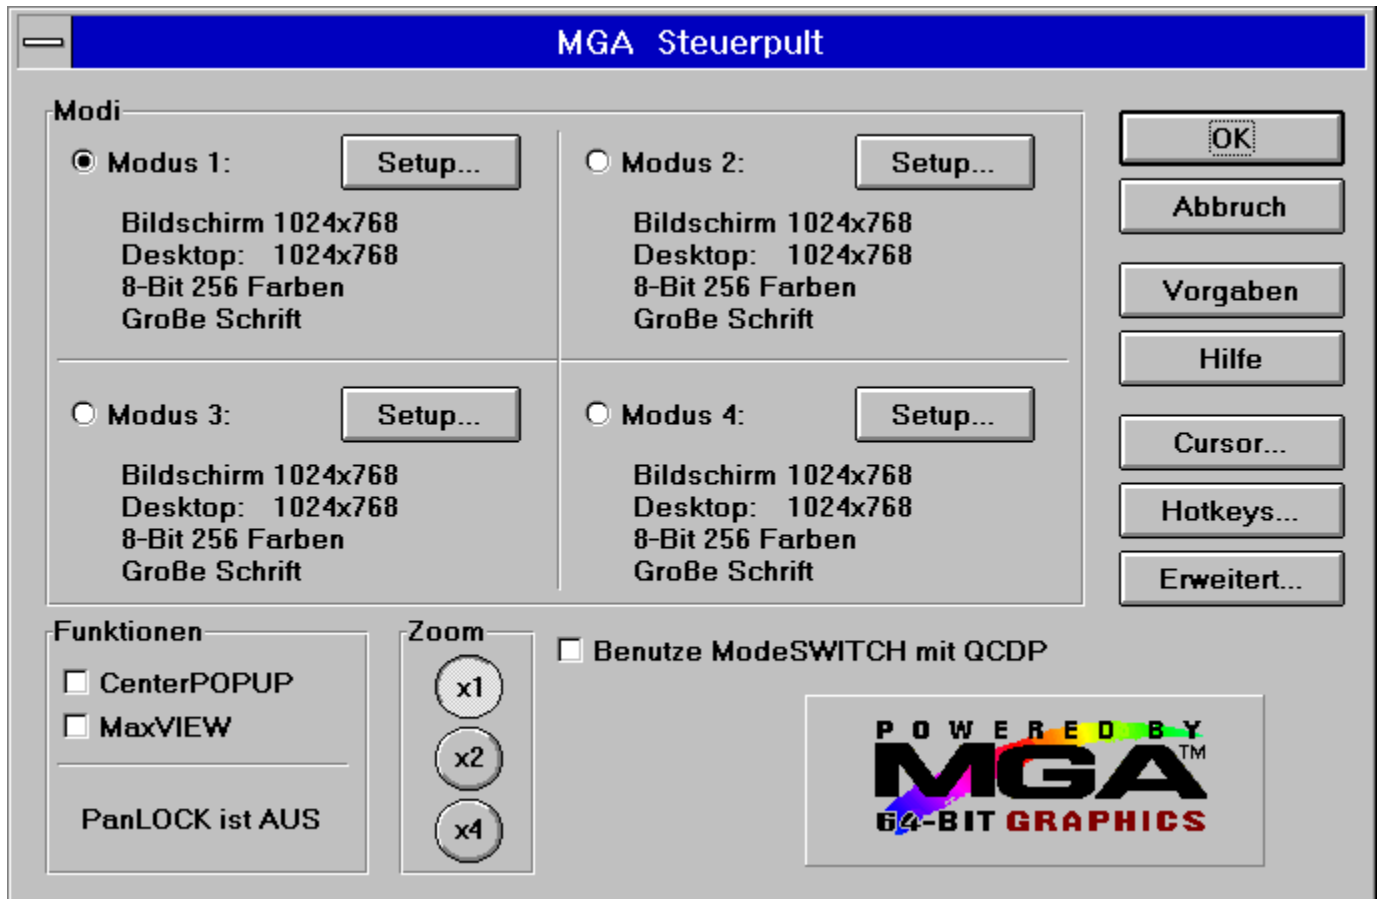 MGA Steuerpult
Modi
Modus 1:
Setup...
Bildschirm 1024x768
Desktop: 1024x768
8-Bit 256 Farben
Große Schrift
Modus 2:
Setup...
Bildschirm 1024x768
Desktop: 1024x768
8-Bit 256 Farben
Große Schrift
Modus 3:
Setup...
Bildschirm 1024x768
Desktop: 1024x768
8-Bit 256 Farben
Große Schrift
Modus 4:
Setup...
Bildschirm 1024x768
Desktop: 1024x768
8-Bit 256 Farben
Große Schrift
OK
Abbruch
Vorgaben
Hilfe
Cursor...
Hotkeys...
Erweitert...
Funktionen
CenterPOPUP
MaxVIEW
PanLOCK ist AUS
Zoom
x1
x2
x4
Benutze ModeSWITCH mit QCDP
POWERED BY
MGA™
64-BIT GRAPHICS